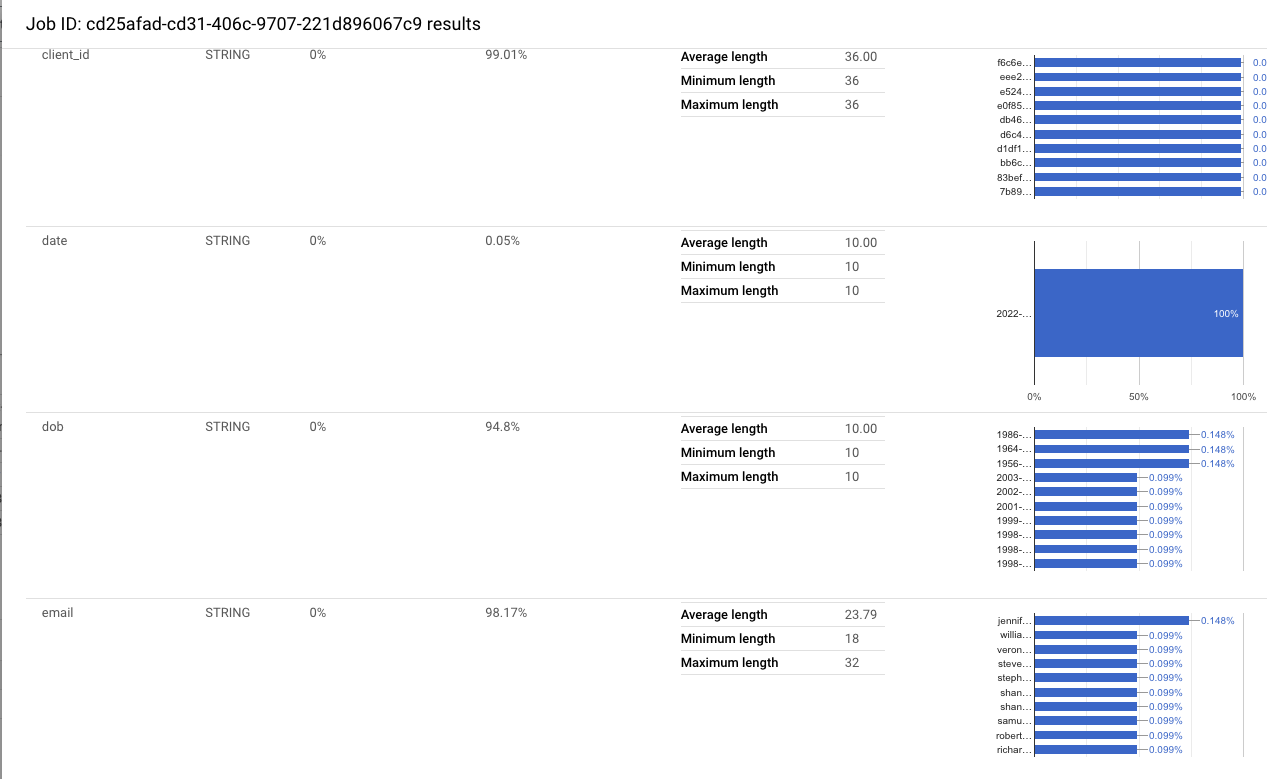 Job ID: cd25afad-cd31-406c-9707-221d896067c9 results
client_id STRING 0% 99.01%
Average length 36.00
Minimum length 36
Maximum length 36
f6c6e... 0.0
eee2... 0.0
e524... 0.0
e0f85... 0.0
db46... 0.0
d6c4... 0.0
d1df1... 0.0
bb6c... 0.0
83bef... 0.0
7b89... 0.0
date STRING 0% 0.05%
Average length 10.00
Minimum length 10
Maximum length 10
2022-... 100%
0% 50% 100%
dob STRING 0% 94.8%
Average length 10.00
Minimum length 10
Maximum length 10
1986-... 0.148%
1964-... 0.148%
1956-... 0.148%
2003-... 0.099%
2002-... 0.099%
2001-... 0.099%
1999-... 0.099%
1998-... 0.099%
1998-... 0.099%
1998-... 0.099%
email STRING 0% 98.17%
Average length 23.79
Minimum length 18
Maximum length 32
jennif... 0.148%
willia... 0.099%
veron... 0.099%
steve... 0.099%
steph... 0.099%
shan... 0.099%
shan... 0.099%
samu... 0.099%
robert... 0.099%
richar... 0.099%